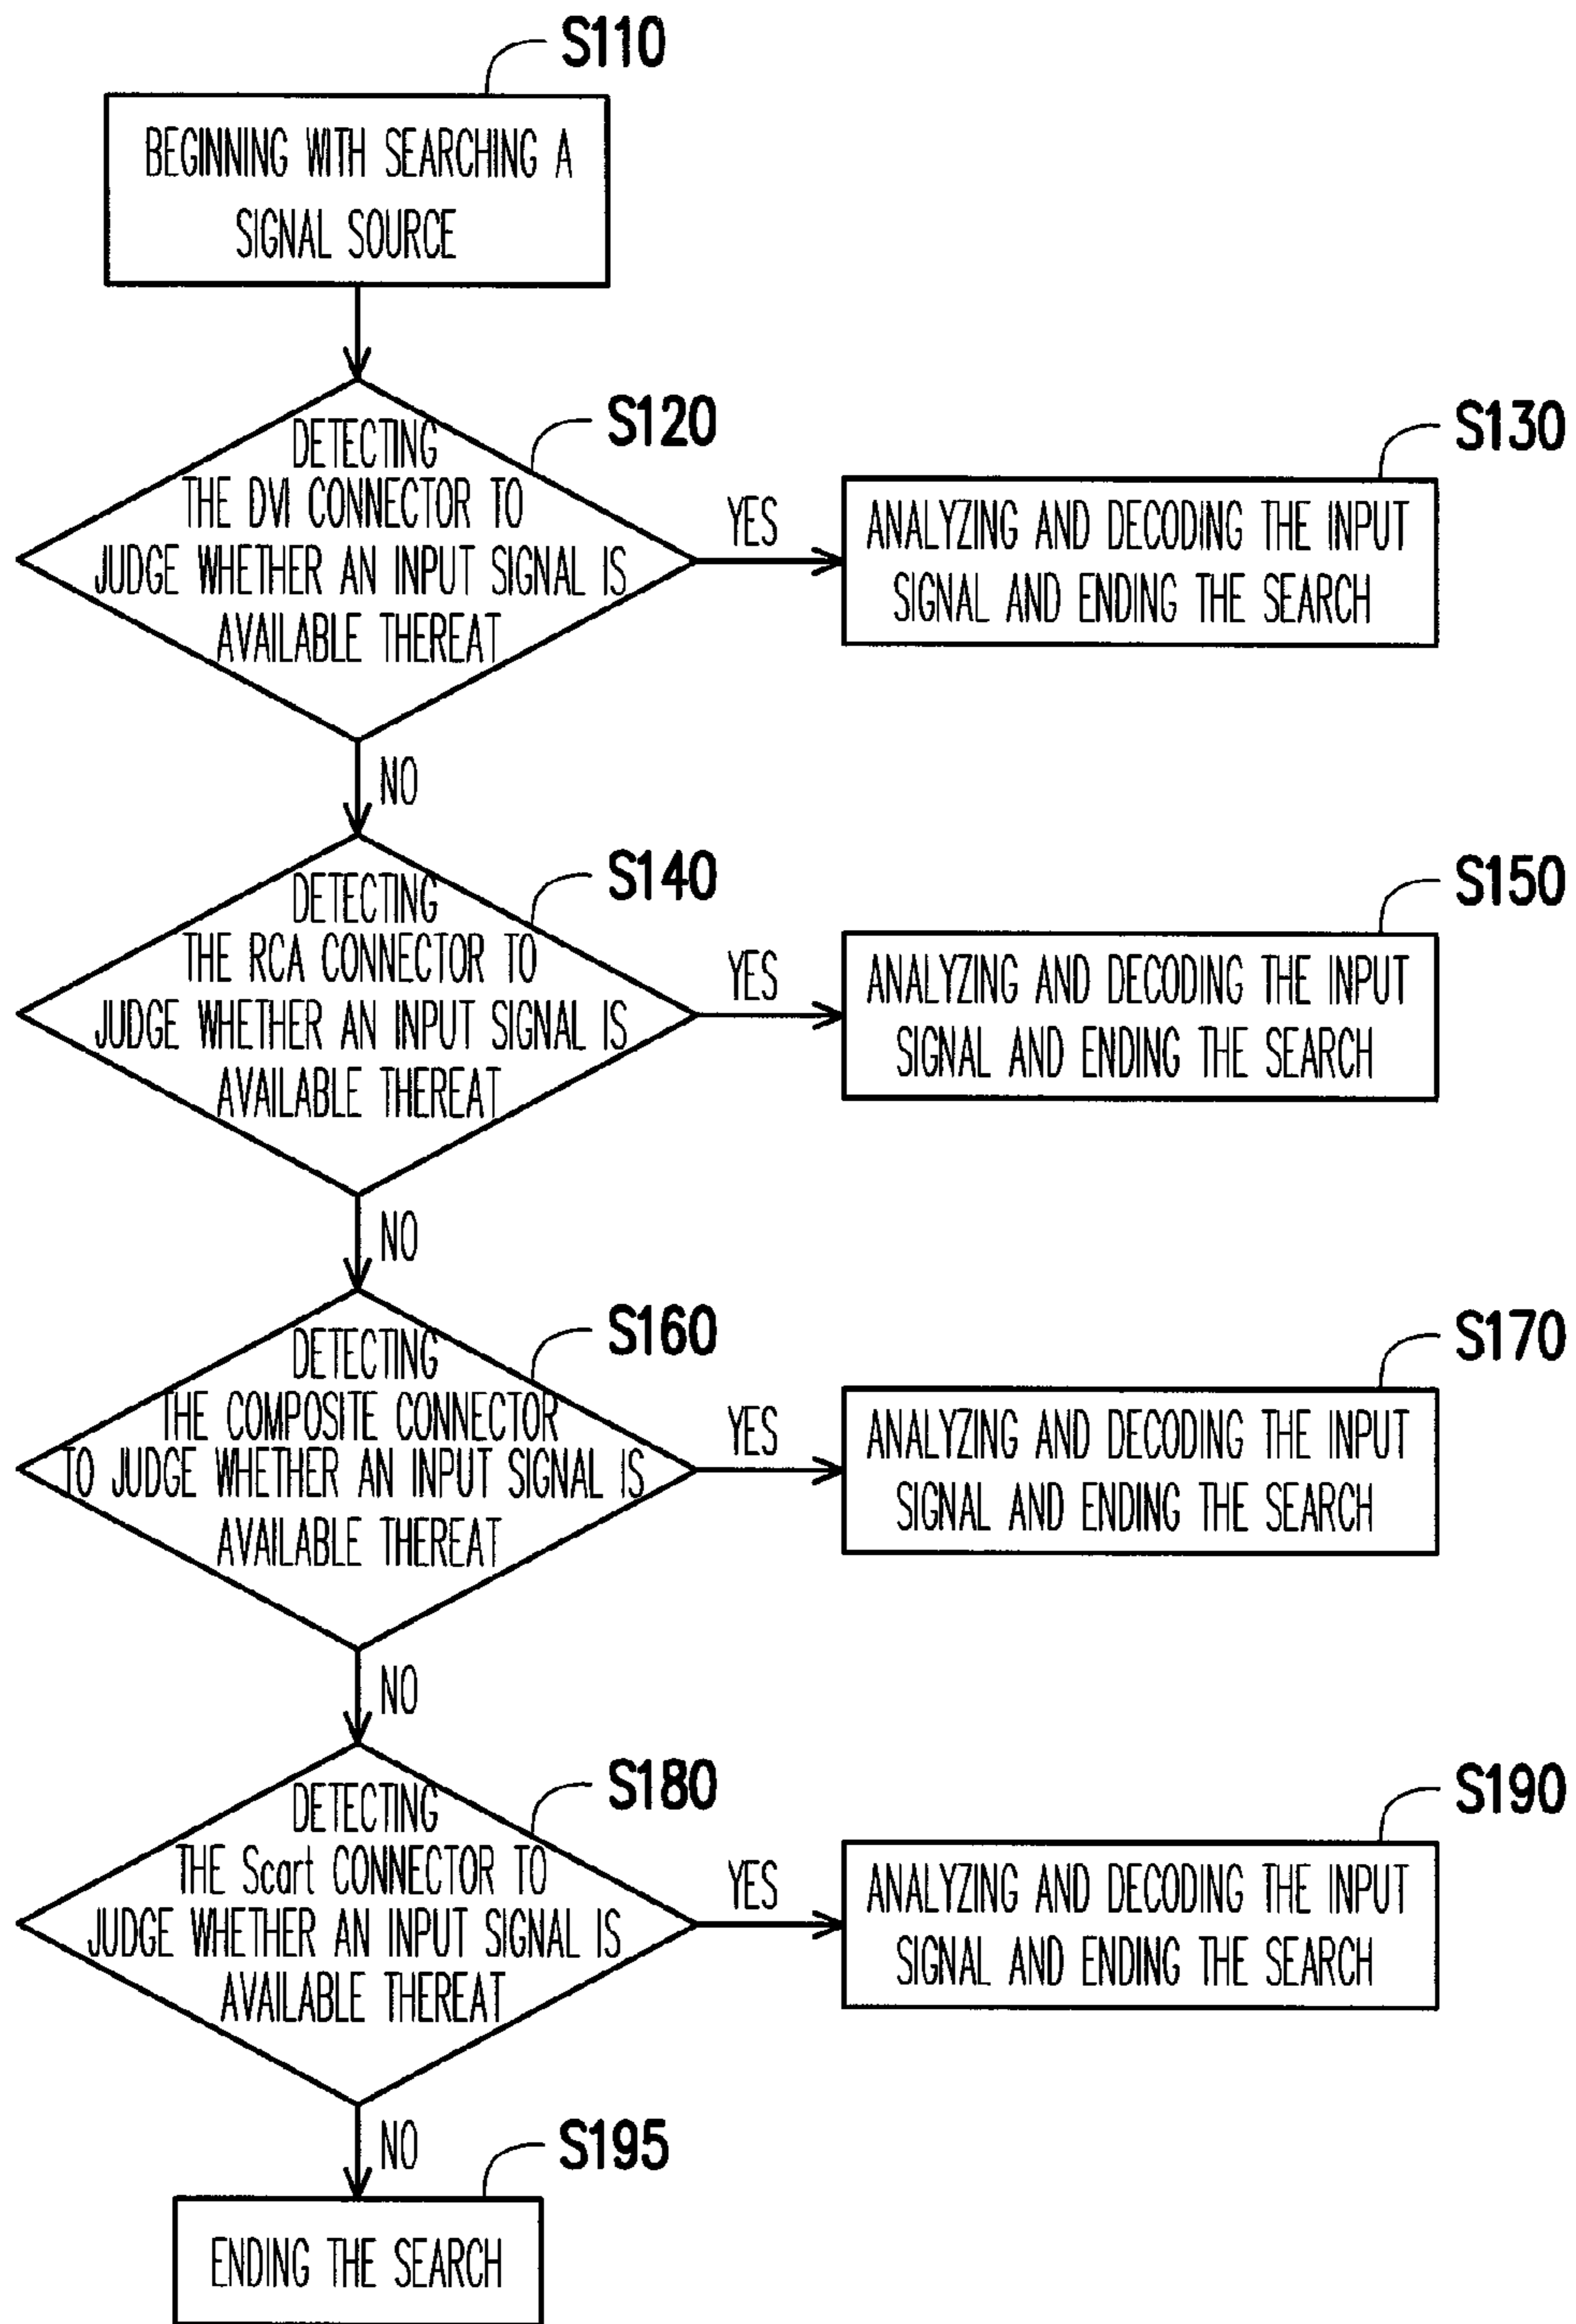 S110
BEGINNING WITH SEARCHING A
SIGNAL SOURCE
S120
DETECTING
THE DVI CONNECTOR TO
JUDGE WHETHER AN INPUT SIGNAL IS
AVAILABLE THEREAT
YES
S130
ANALYZING AND DECODING THE INPUT
SIGNAL AND ENDING THE SEARCH
NO
S140
DETECTING
THE RCA CONNECTOR TO
JUDGE WHETHER AN INPUT SIGNAL IS
AVAILABLE THEREAT
YES
S150
ANALYZING AND DECODING THE INPUT
SIGNAL AND ENDING THE SEARCH
NO
S160
DETECTING
THE COMPOSITE CONNECTOR
TO JUDGE WHETHER AN INPUT SIGNAL IS
AVAILABLE THEREAT
YES
S170
ANALYZING AND DECODING THE INPUT
SIGNAL AND ENDING THE SEARCH
NO
S180
DETECTING
THE Scart CONNECTOR TO
JUDGE WHETHER AN INPUT SIGNAL IS
AVAILABLE THEREAT
YES
S190
ANALYZING AND DECODING THE INPUT
SIGNAL AND ENDING THE SEARCH
NO
S195
ENDING THE SEARCH